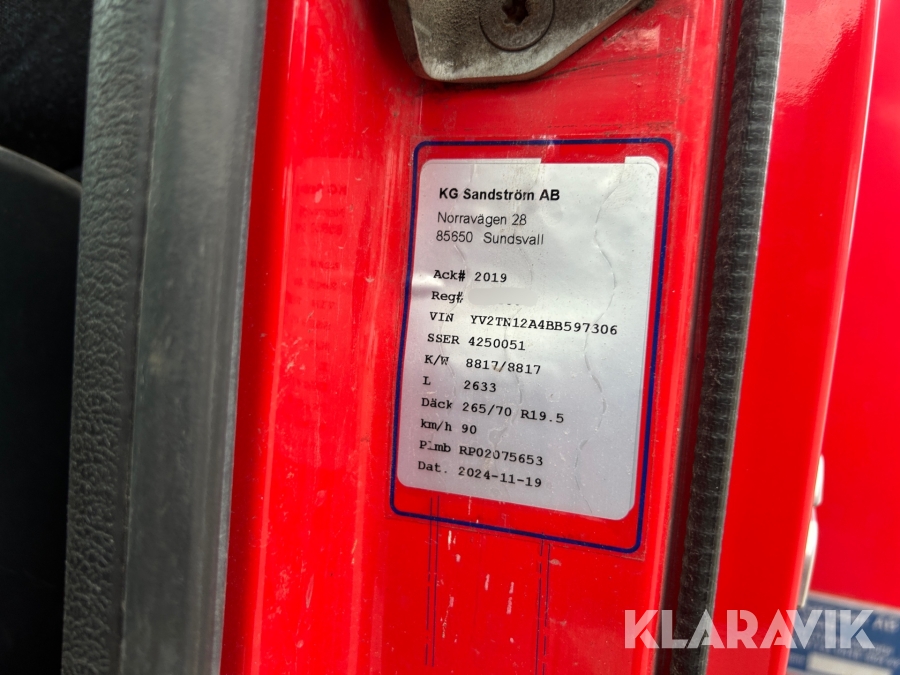 KG Sandström AB
Norravägen 28
85650 Sundsvall
Ack# 2019
Reg#
VIN YV2TN12A4BB597306
SSER 4250051
K/W 8817/8817
L 2633
Däck 265/70 R19.5
km/h 90
Plmb RP02075653
Dat. 2024-11-19
KLARAVIK